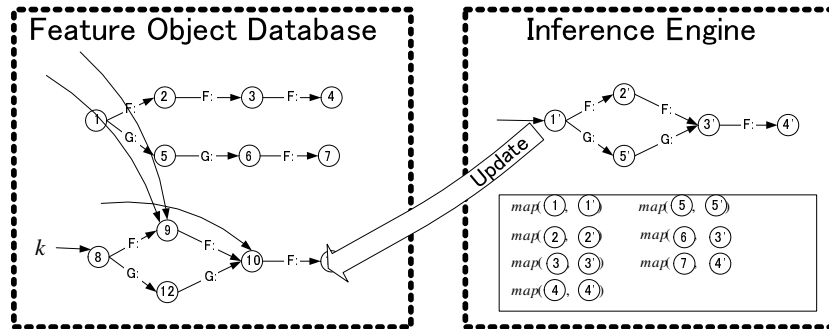 Feature Object Database
Inference Engine
1 F: 2 F: 3 F: 4
G: 5 G: 6 F: 7
k 8 F: 9 F: 10 F:
G: 12 G:
Update
1' F: 2' F: 3' F: 4'
G: 5' G:
map(1, 1') map(5, 5')
map(2, 2') map(6, 3')
map(3, 3') map(7, 4')
map(4, 4')